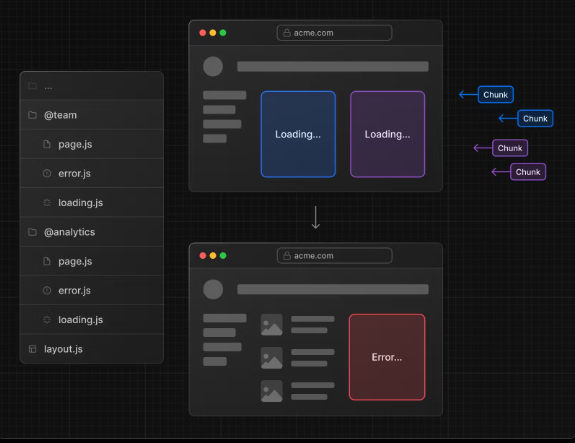 ...
@team
page.js
error.js
loading.js
@analytics
page.js
error.js
loading.js
layout.js
acme.com
Loading...
Loading...
Chunk
Chunk
Chunk
Chunk
acme.com
Error...